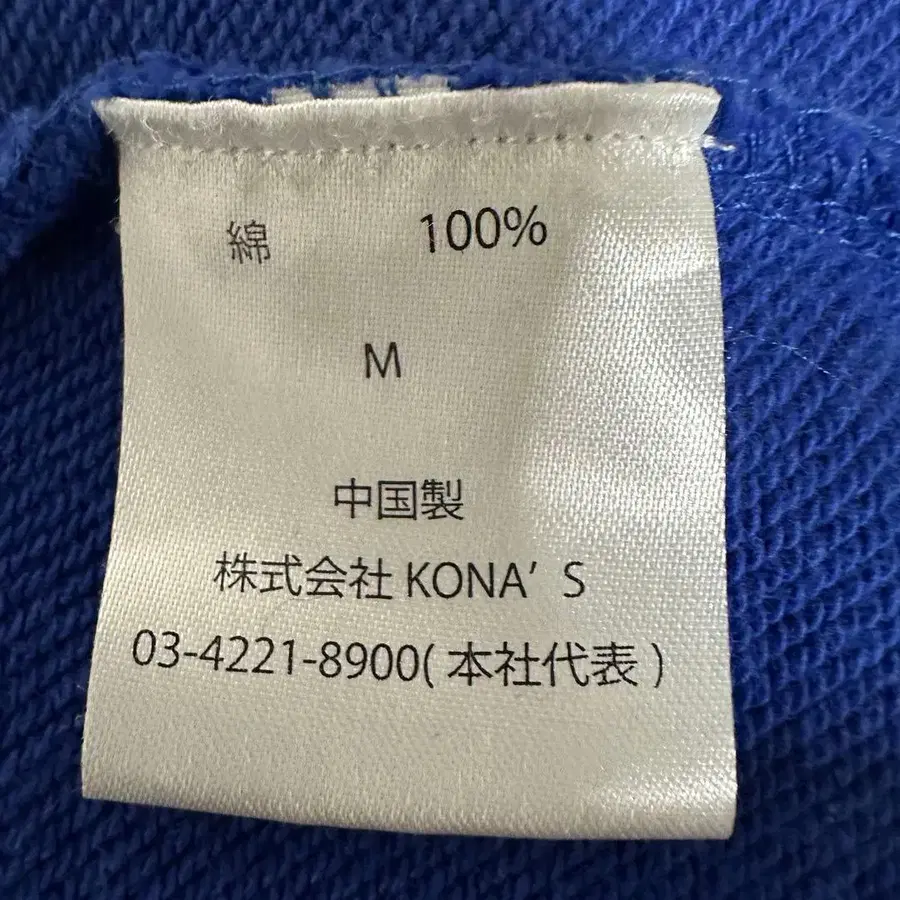 綿 100%
M
中国製
株式会社 KONA' S
03-4221-8900( 本社代表 )